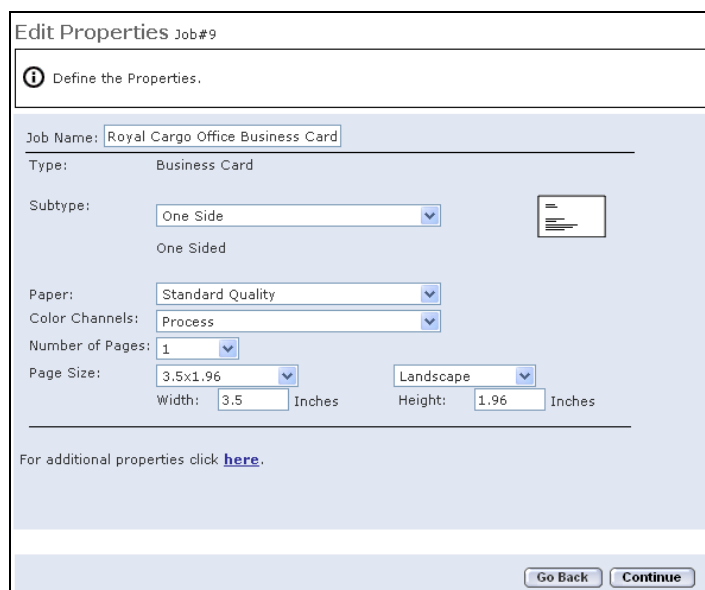 Edit Properties Job#9
Define the Properties.
Job Name: Royal Cargo Office Business Card
Type: Business Card
Subtype: One Side
One Sided
Paper: Standard Quality
Color Channels: Process
Number of Pages: 1
Page Size: 3.5x1.96 Landscape
Width: 3.5 Inches Height: 1.96 Inches
For additional properties click here.
Go Back Continue